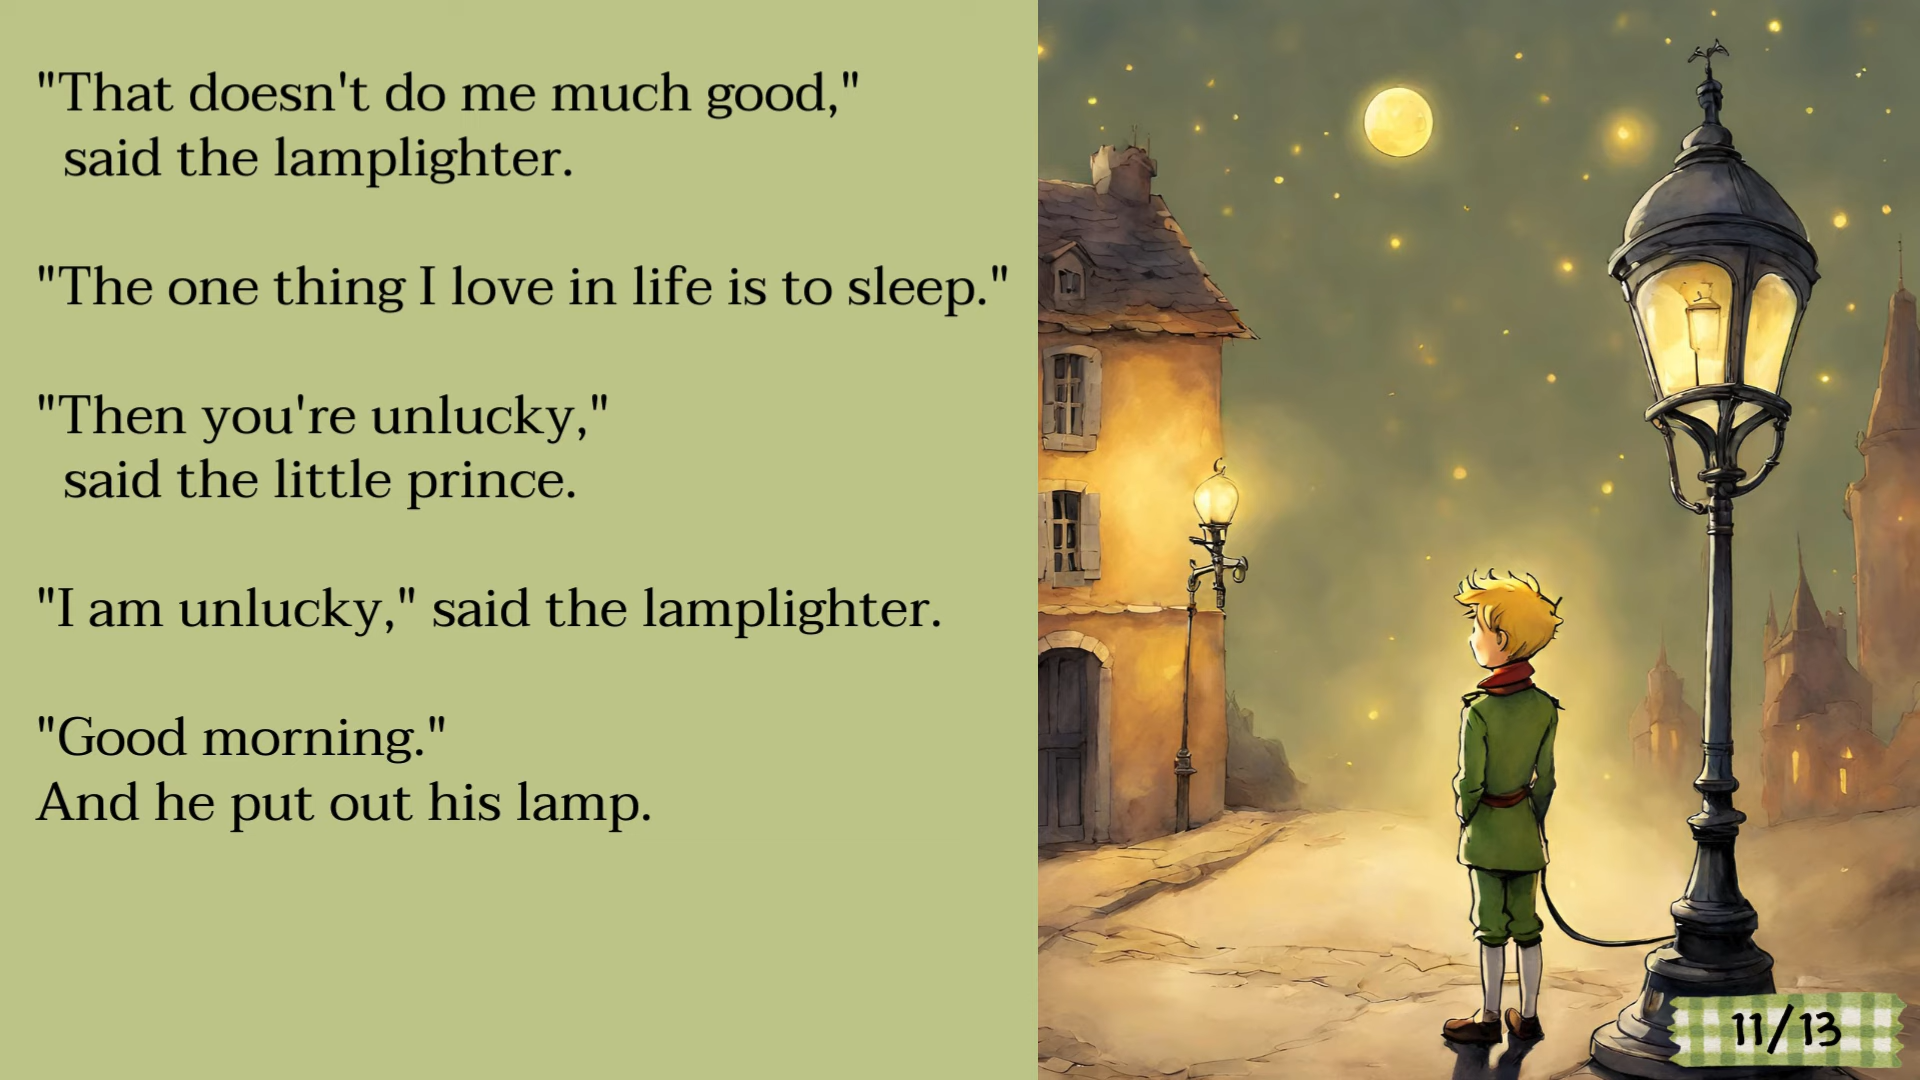 "That doesn't do me much good,"
said the lamplighter.
"The one thing I love in life is to sleep."
"Then you're unlucky,"
said the little prince.
"I am unlucky," said the lamplighter.
"Good morning."
And he put out his lamp.
11/13